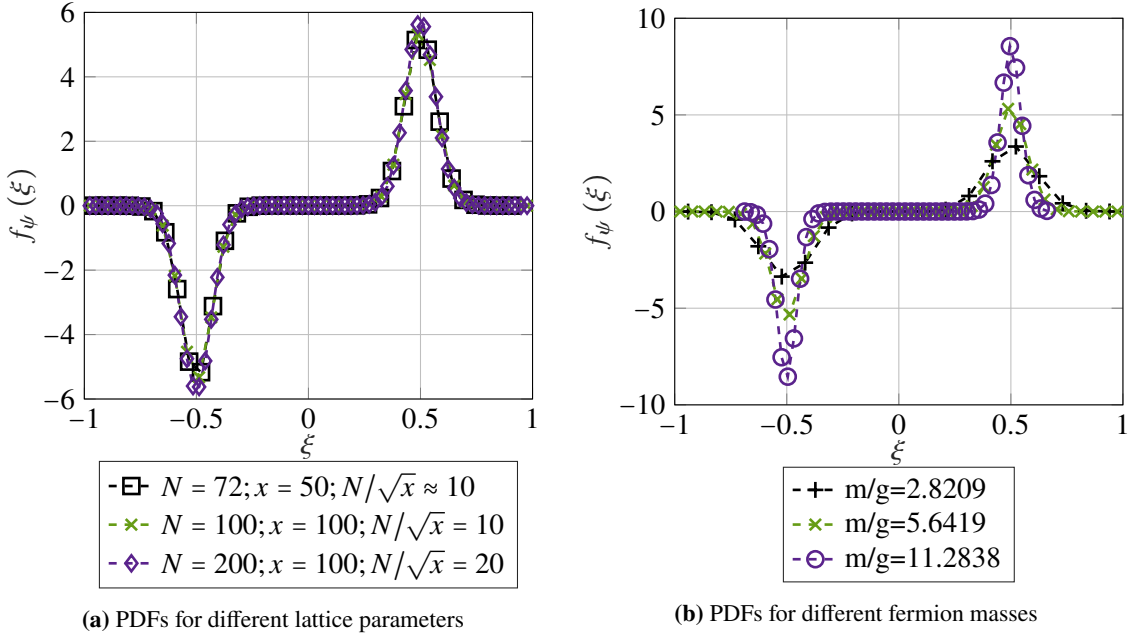 6
4
2
0
−2
−4
−6
f_ψ (ξ)
−1 −0.5 0 0.5 1
ξ
N = 72; x = 50; N/√x ≈ 10
N = 100; x = 100; N/√x = 10
N = 200; x = 100; N/√x = 20
(a) PDFs for different lattice parameters
10
5
0
−5
−10
f_ψ (ξ)
−1 −0.5 0 0.5 1
ξ
m/g=2.8209
m/g=5.6419
m/g=11.2838
(b) PDFs for different fermion masses